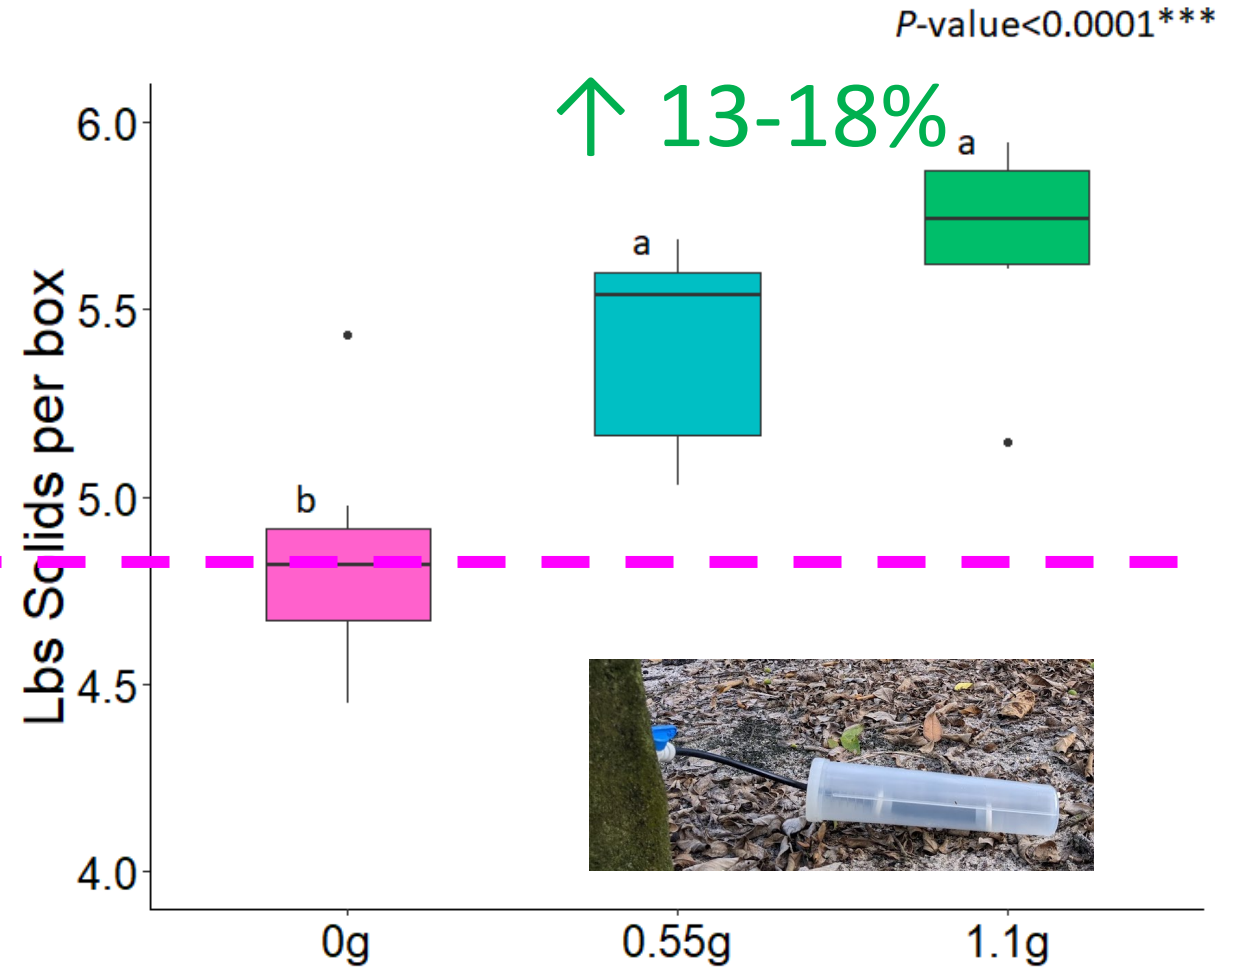 P-value<0.0001***
↑ 13-18%
Lbs Solids per box
6.0
5.5
5.0
4.5
4.0
b
a
a
0g
0.55g
1.1g